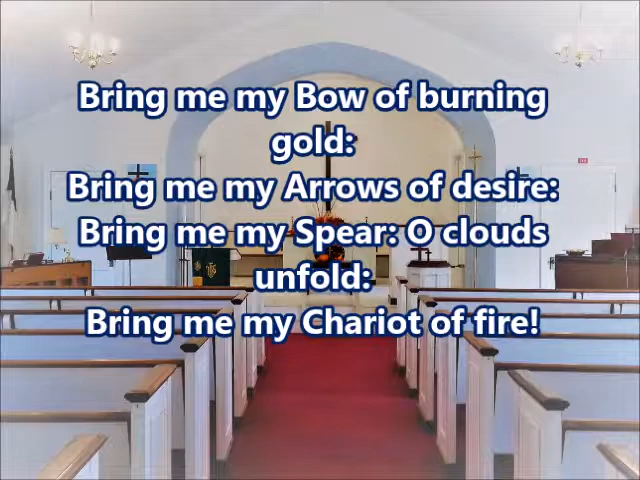 Bring me my Bow of burning
gold:
Bring me my Arrows of desire:
Bring me my Spear: O clouds
unfold:
Bring me my Chariot of fire!